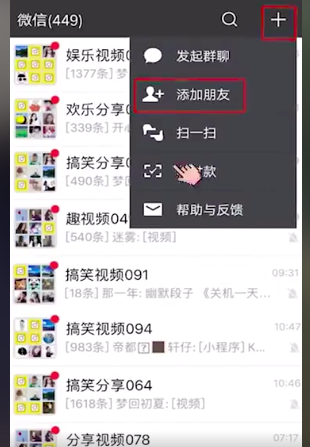 微信(449)
发起群聊
添加朋友
扫一扫
付款
帮助与反馈
娱乐视频0
[1377条] 梦
欢乐分享0
[339条] 开心
搞笑分享0
[490条] 梦回
趣视频04
[540条] 迷雾: [视频]
搞笑视频091
09:31
[18条] 那一年: 幽默段子 《关机一天…
搞笑视频094
10:47
[983条] 帝都? 轩仔: [小程序] K...
搞笑分享064
10:46
[1618条] 梦回初夏: [视频]
分享视频078
07:17